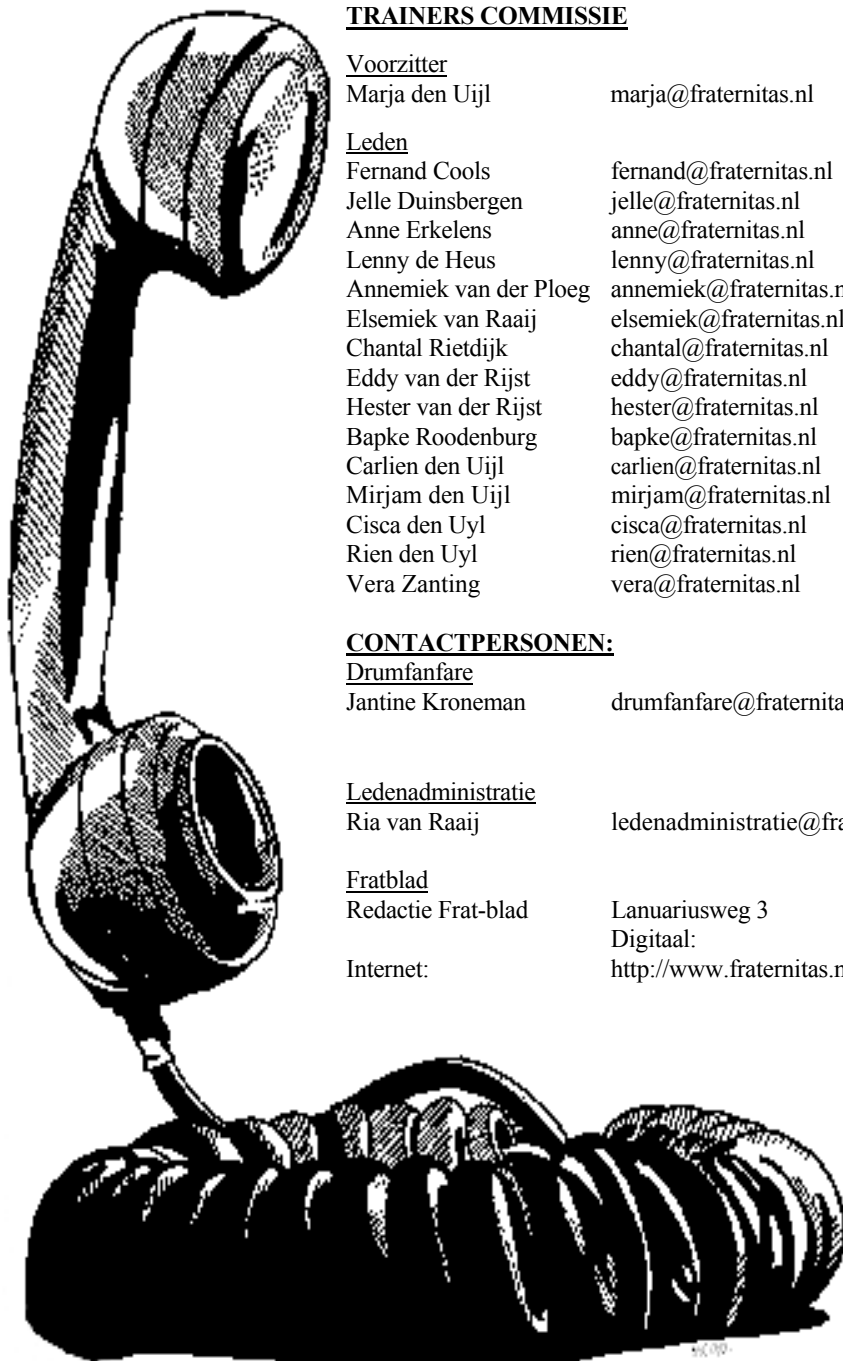 TRAINERS COMMISSIE
Voorzitter
Marja den Uijl marja@fraternitas.nl
Leden
Fernand Cools fernand@fraternitas.nl
Jelle Duinsbergen jelle@fraternitas.nl
Anne Erkelens anne@fraternitas.nl
Lenny de Heus lenny@fraternitas.nl
Annemiek van der Ploeg annemiek@fraternitas.n
Elsemiek van Raaij elsemiek@fraternitas.nl
Chantal Rietdijk chantal@fraternitas.nl
Eddy van der Rijst eddy@fraternitas.nl
Hester van der Rijst hester@fraternitas.nl
Bapke Roodenburg bapke@fraternitas.nl
Carlien den Uijl carlien@fraternitas.nl
Mirjam den Uijl mirjam@fraternitas.nl
Cisca den Uyl cisca@fraternitas.nl
Rien den Uyl rien@fraternitas.nl
Vera Zanting vera@fraternitas.nl
CONTACTPERSONEN:
Drumfanfare
Jantine Kroneman drumfanfare@fraternita
Ledenadministratie
Ria van Raaij ledenadministratie@fra
Fratblad
Redactie Frat-blad Lanuariusweg 3
Digitaal:
Internet: http://www.fraternitas.n